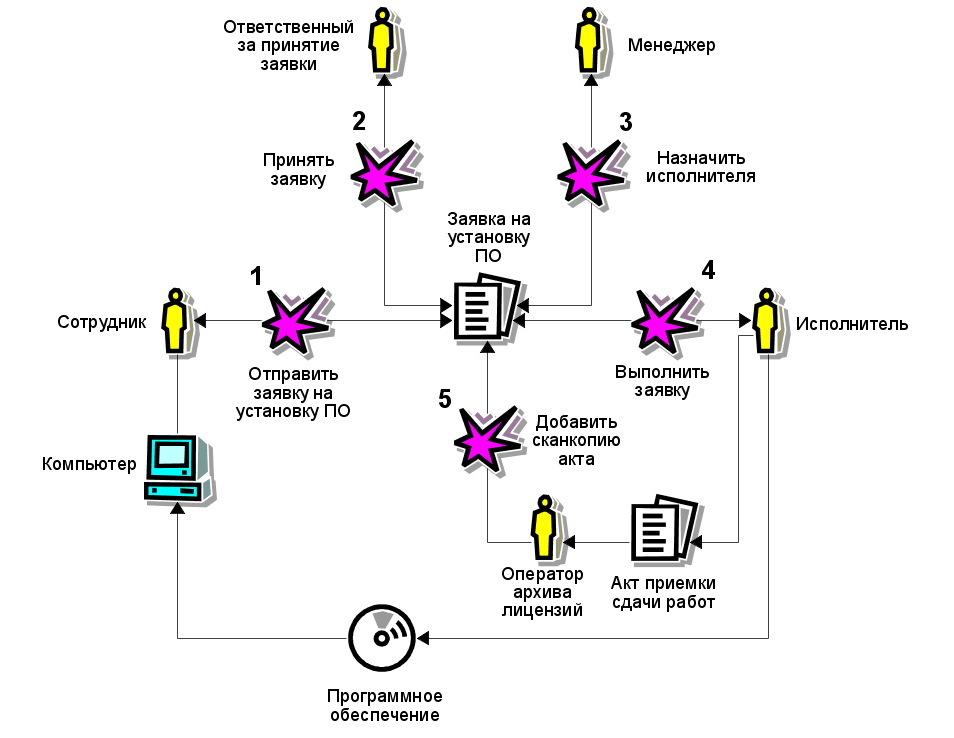 Ответственный
за принятие
заявки
Менеджер
2
Принять
заявку
3
Назначить
исполнителя
Заявка на
установку
ПО
1
Сотрудник
Отправить
заявку на
установку ПО
4
Исполнитель
Выполнить
заявку
5
Добавить
сканкопию
акта
Компьютер
Оператор
архива
лицензий
Акт приемки
сдачи работ
Программное
обеспечение